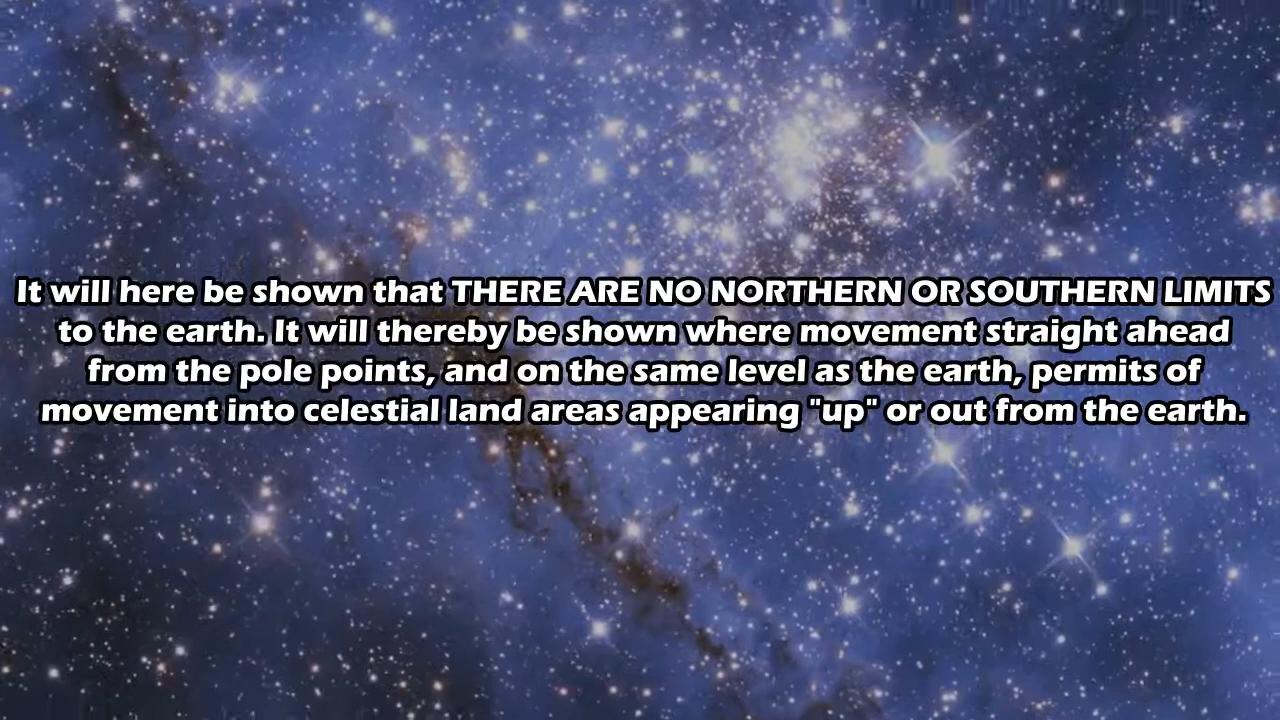 It will here be shown that THERE ARE NO NORTHERN OR SOUTHERN LIMITS
to the earth. It will thereby be shown where movement straight ahead
from the pole points, and on the same level as the earth, permits of
movement into celestial land areas appearing "up" or out from the earth.